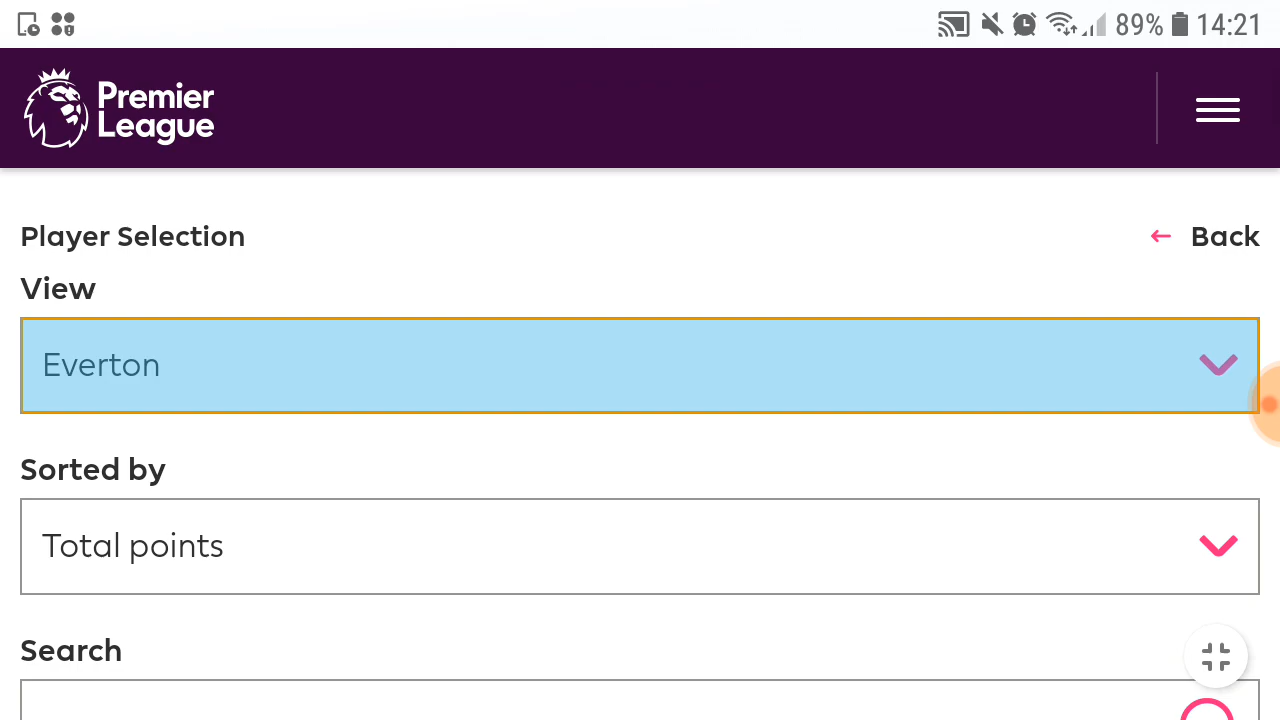 89% 14:21
Premier
League
Player Selection
Back
View
Everton
Sorted by
Total points
Search